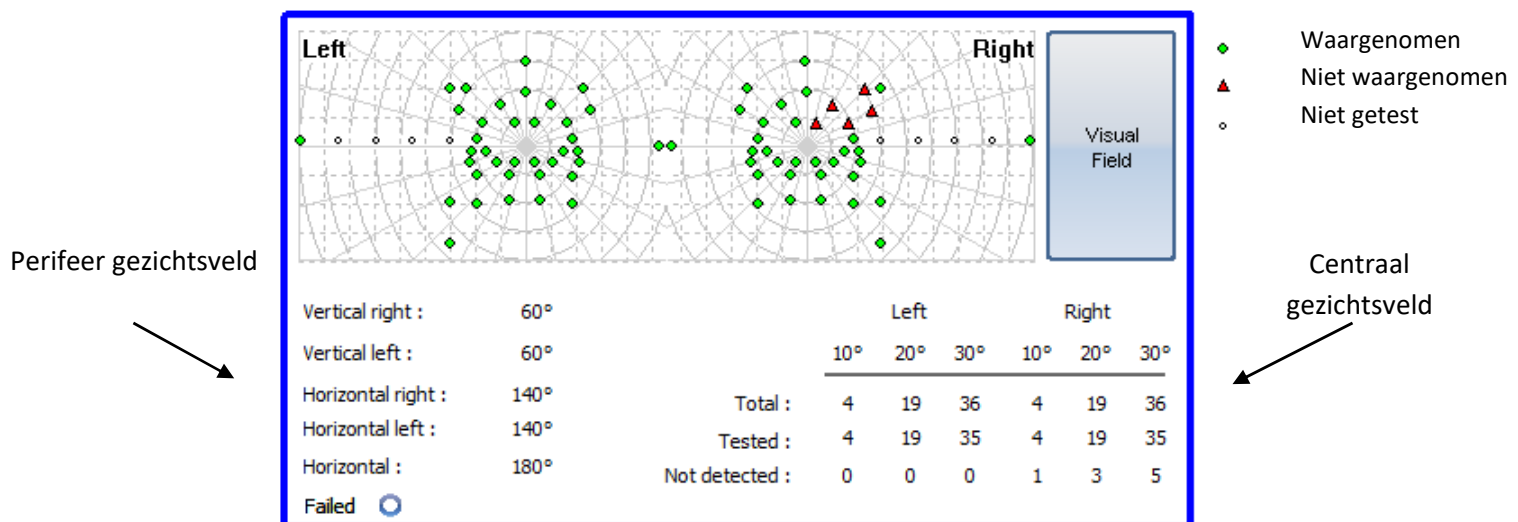 Left
Right
Visual
Field
Waargenomen
Niet waargenomen
Niet getest
Perifeer gezichtsveld
Centraal
gezichtsveld
Vertical right : 60°
Vertical left : 60°
Horizontal right : 140°
Horizontal left : 140°
Horizontal : 180°
Failed
Left Right
10° 20° 30° 10° 20° 30°
Total : 4 19 36 4 19 36
Tested : 4 19 35 4 19 35
Not detected : 0 0 0 1 3 5